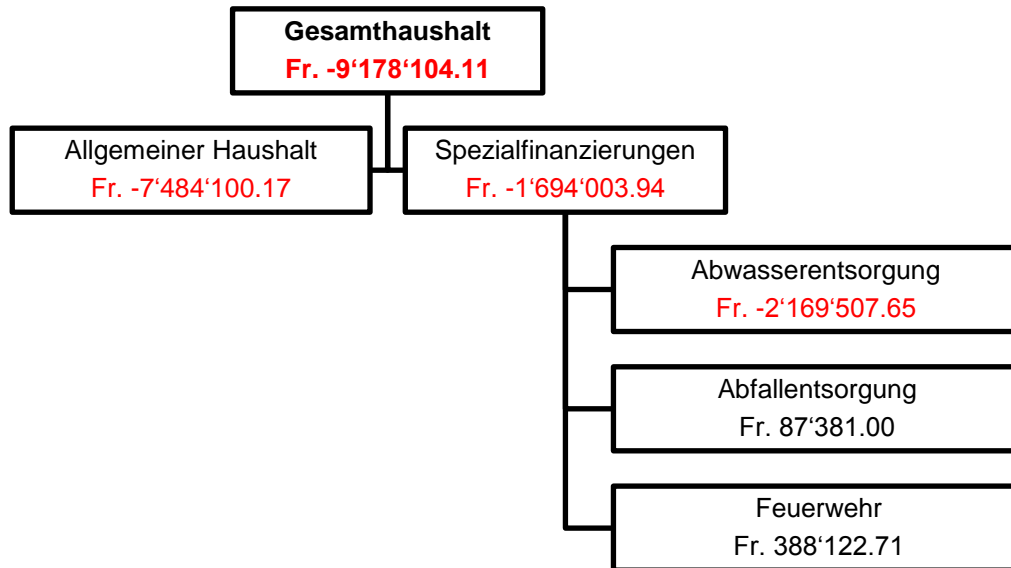 Gesamthaushalt
Fr. -9‘178‘104.11
Allgemeiner Haushalt
Fr. -7‘484‘100.17
Spezialfinanzierungen
Fr. -1‘694‘003.94
Abwasserentsorgung
Fr. -2‘169‘507.65
Abfallentsorgung
Fr. 87‘381.00
Feuerwehr
Fr. 388‘122.71